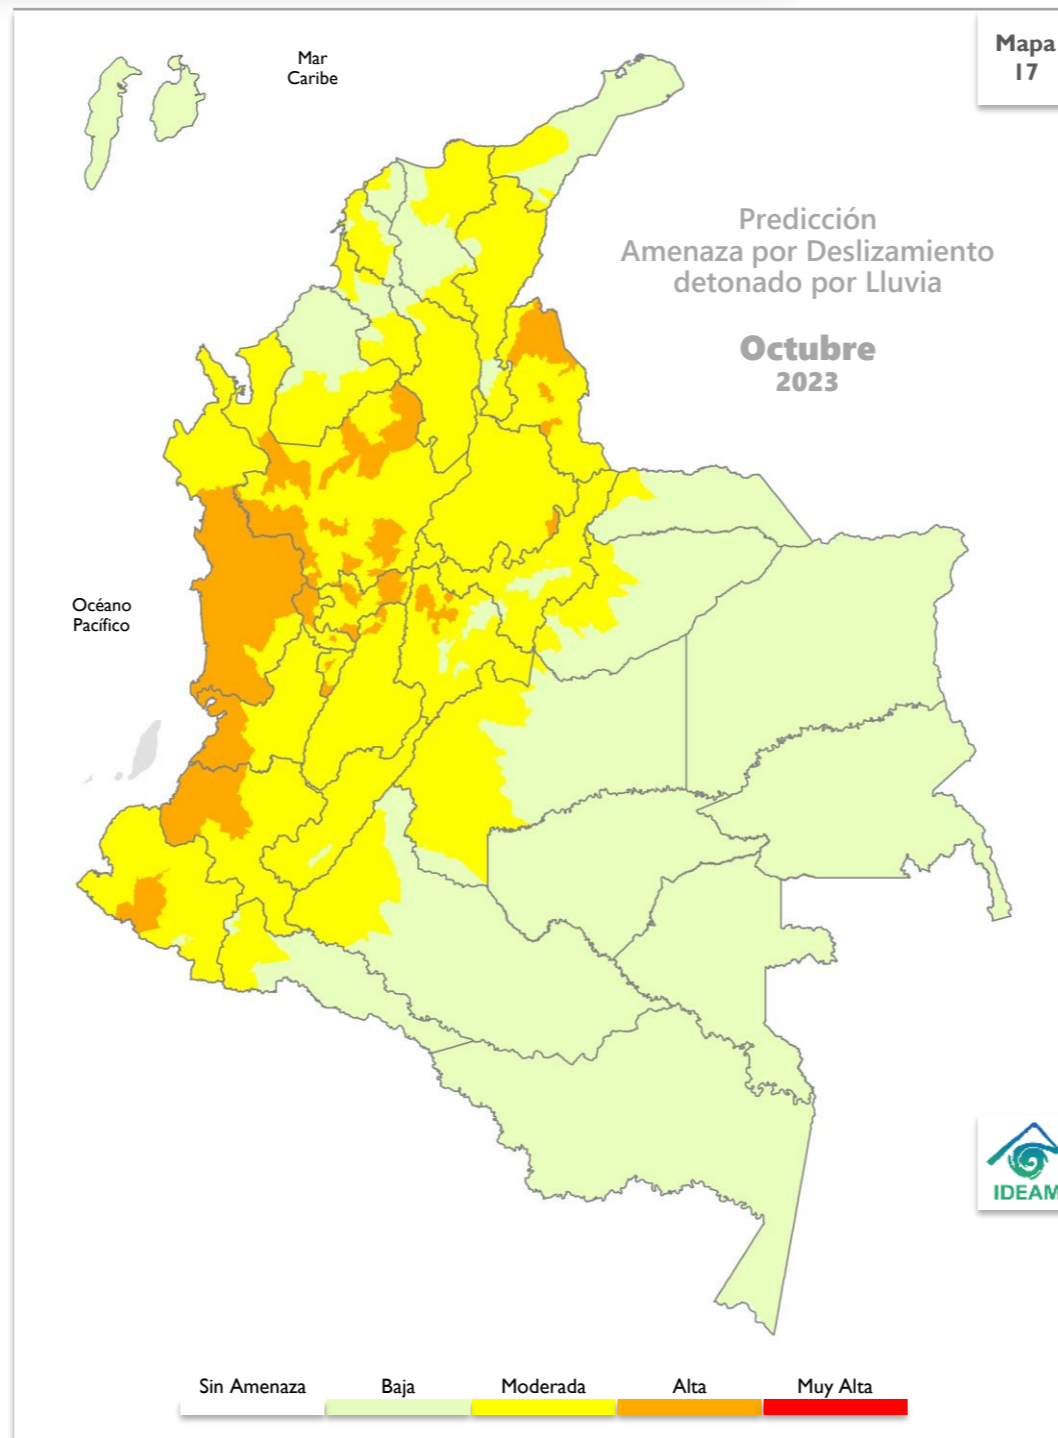 Mar
Caribe
Mapa
17
Predicción
Amenaza por Deslizamiento
detonado por Lluvia
Octubre
2023
Océano
Pacífico
IDEAM
Sin Amenaza Baja Moderada Alta Muy Alta